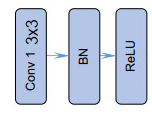 Conv 1 3x3
BN
ReLU